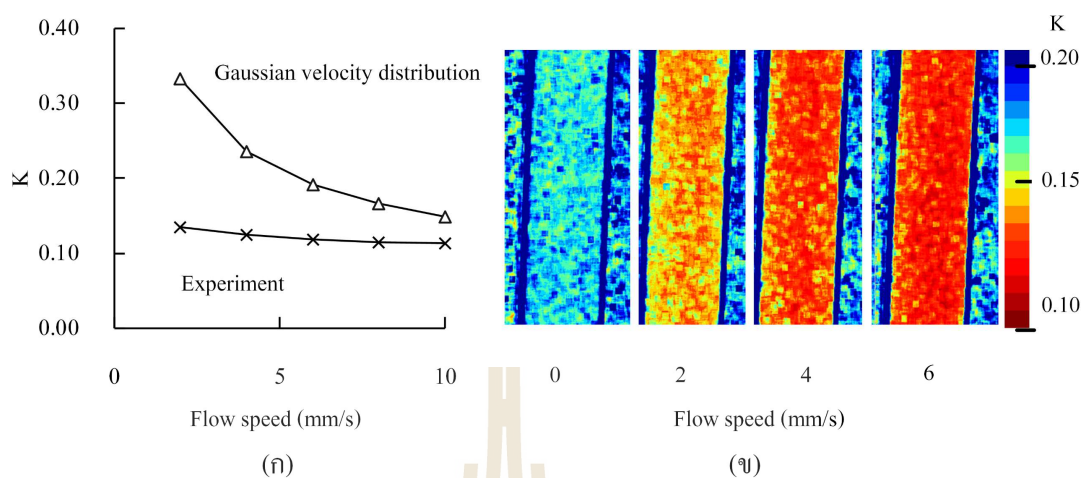 0.40
0.30
0.20
0.10
0.00
K
Gaussian velocity distribution
Experiment
0 5 10
Flow speed (mm/s)
(ก)
K
0.20
0.15
0.10
0 2 4 6
Flow speed (mm/s)
(ข)